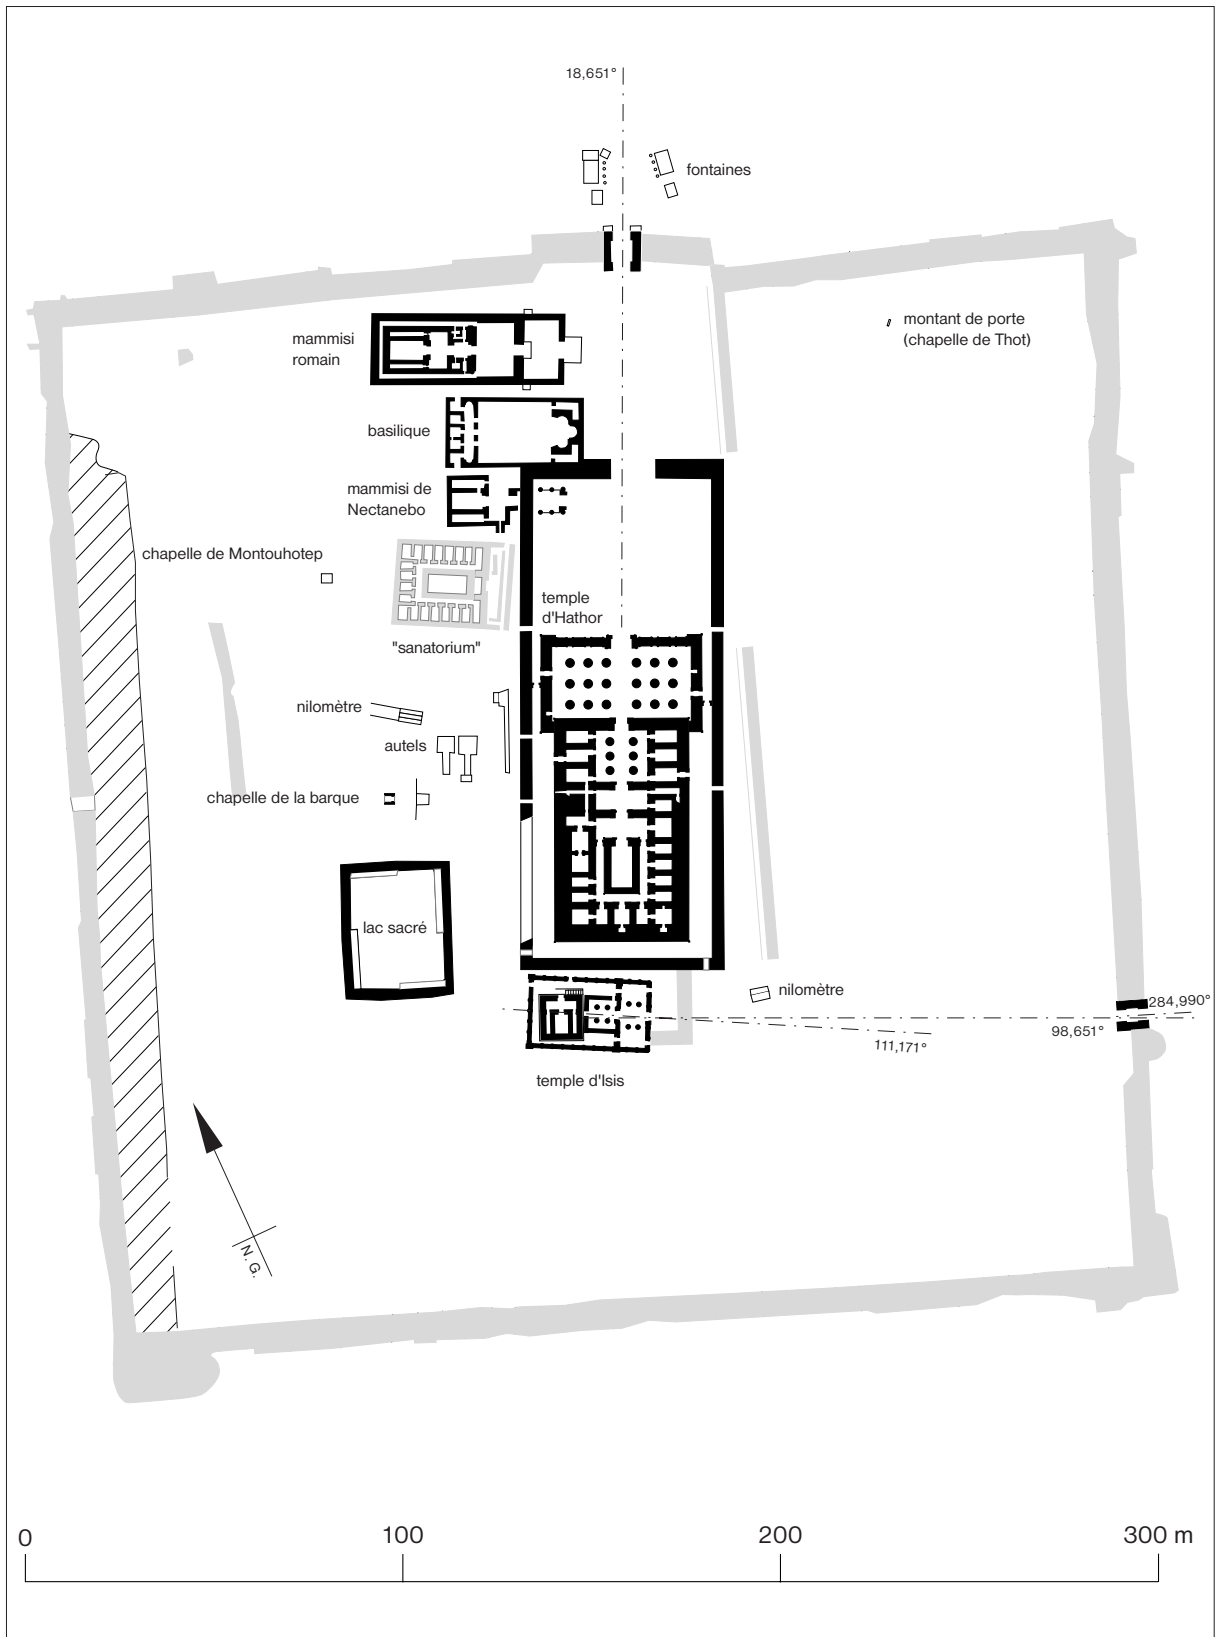 18,651°
fontaines
montant de porte
(chapelle de Thot)
mammisi
romain
basilique
mammisi de
Nectanebo
chapelle de Montouhotep
temple
d'Hathor
"sanatorium"
nilomètre
autels
chapelle de la barque
lac sacré
nilomètre
284,990°
98,651°
111,171°
temple d'Isis
N. G.
0
100
200
300 m